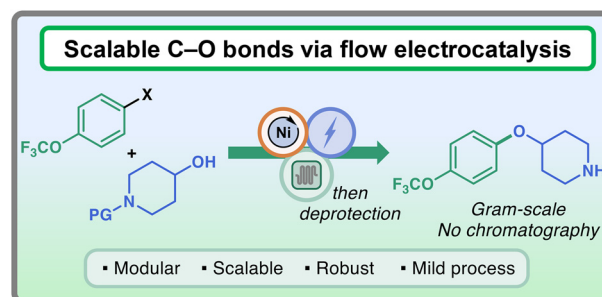 Scalable C–O bonds via flow electrocatalysis
X
F₃CO
+
OH
N
PG
Ni
then
deprotection
O
F₃CO
NH
Gram-scale
No chromatography
▪ Modular ▪ Scalable ▪ Robust ▪ Mild process